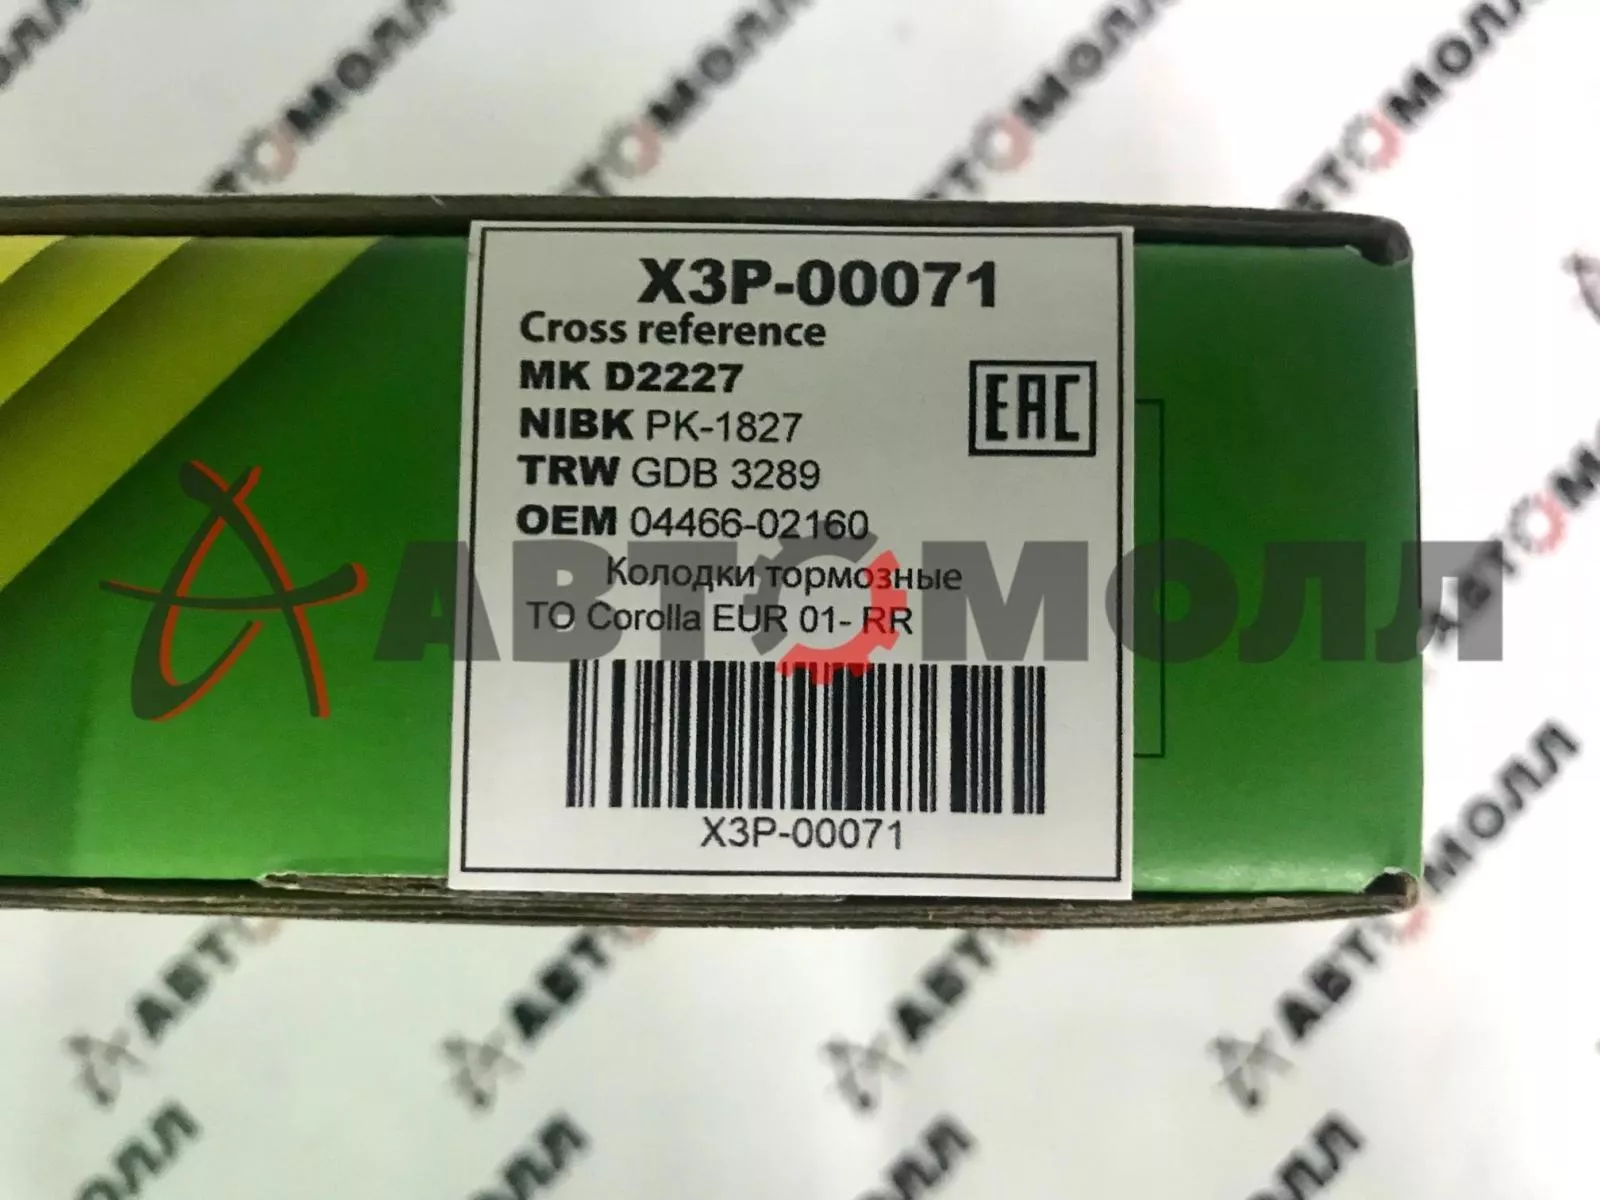 X3P-00071
Cross reference
MK D2227
NIBK PK-1827
TRW GDB 3289
OEM 04466-02160
Колодки тормозные
TO Corolla EUR 01- RR
EAC
X3P-00071
АВТОМОЛЛ